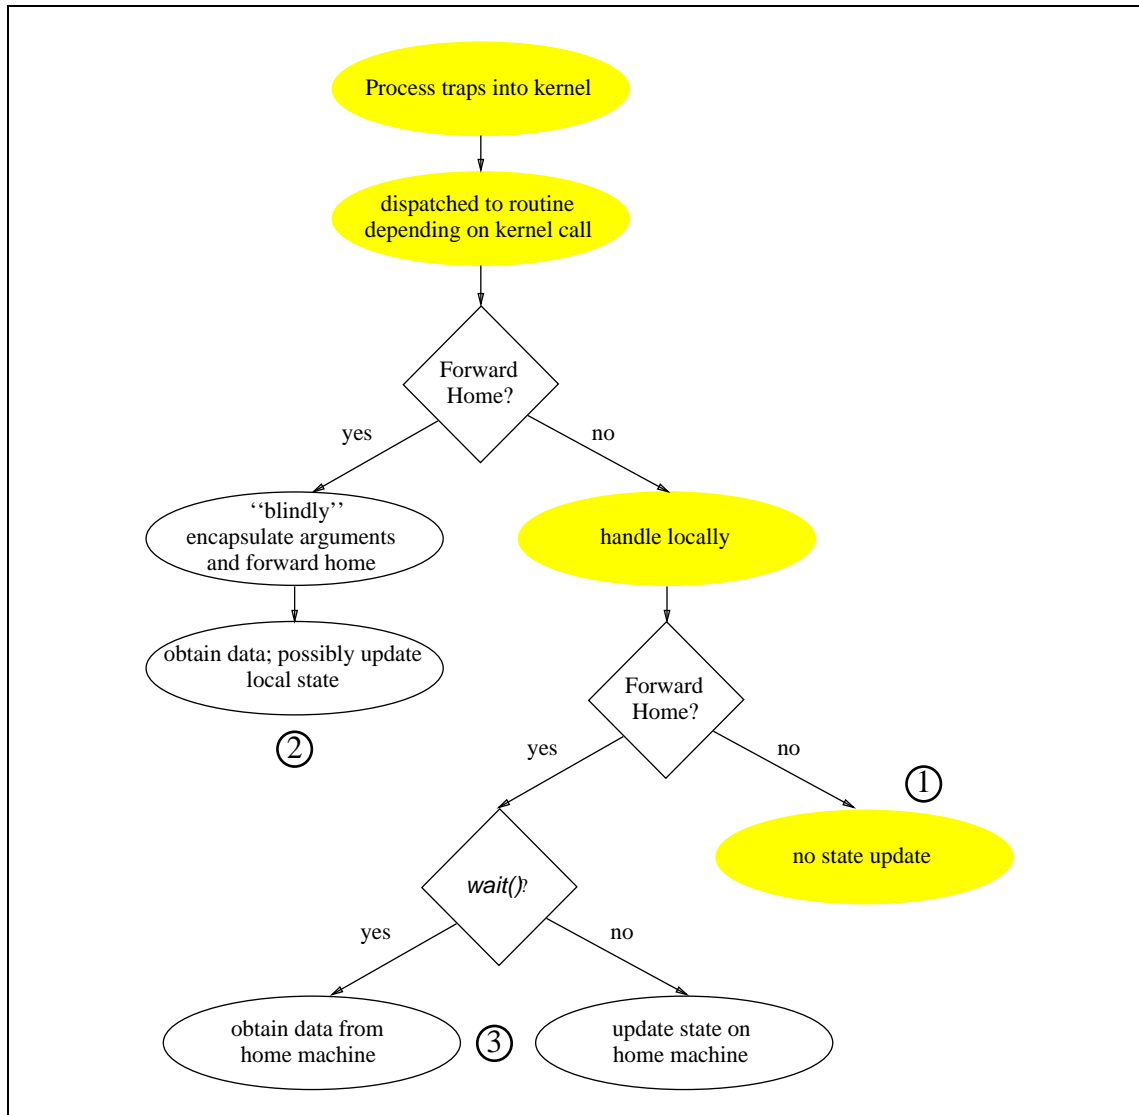 Process traps into kernel
dispatched to routine
depending on kernel call
Forward
Home?
yes
no
‘‘blindly’’
encapsulate arguments
and forward home
handle locally
obtain data; possibly update
local state
Forward
Home?
2
yes
no
1
no state update
wait()?
yes
no
obtain data from
home machine
3
update state on
home machine